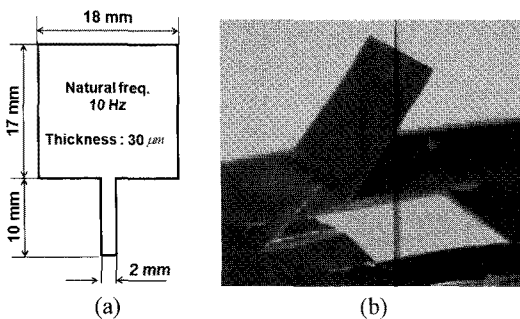 18 mm
17 mm
Natural freq.
10 Hz
Thickness : 30 μm
10 mm
2 mm
(a)
(b)